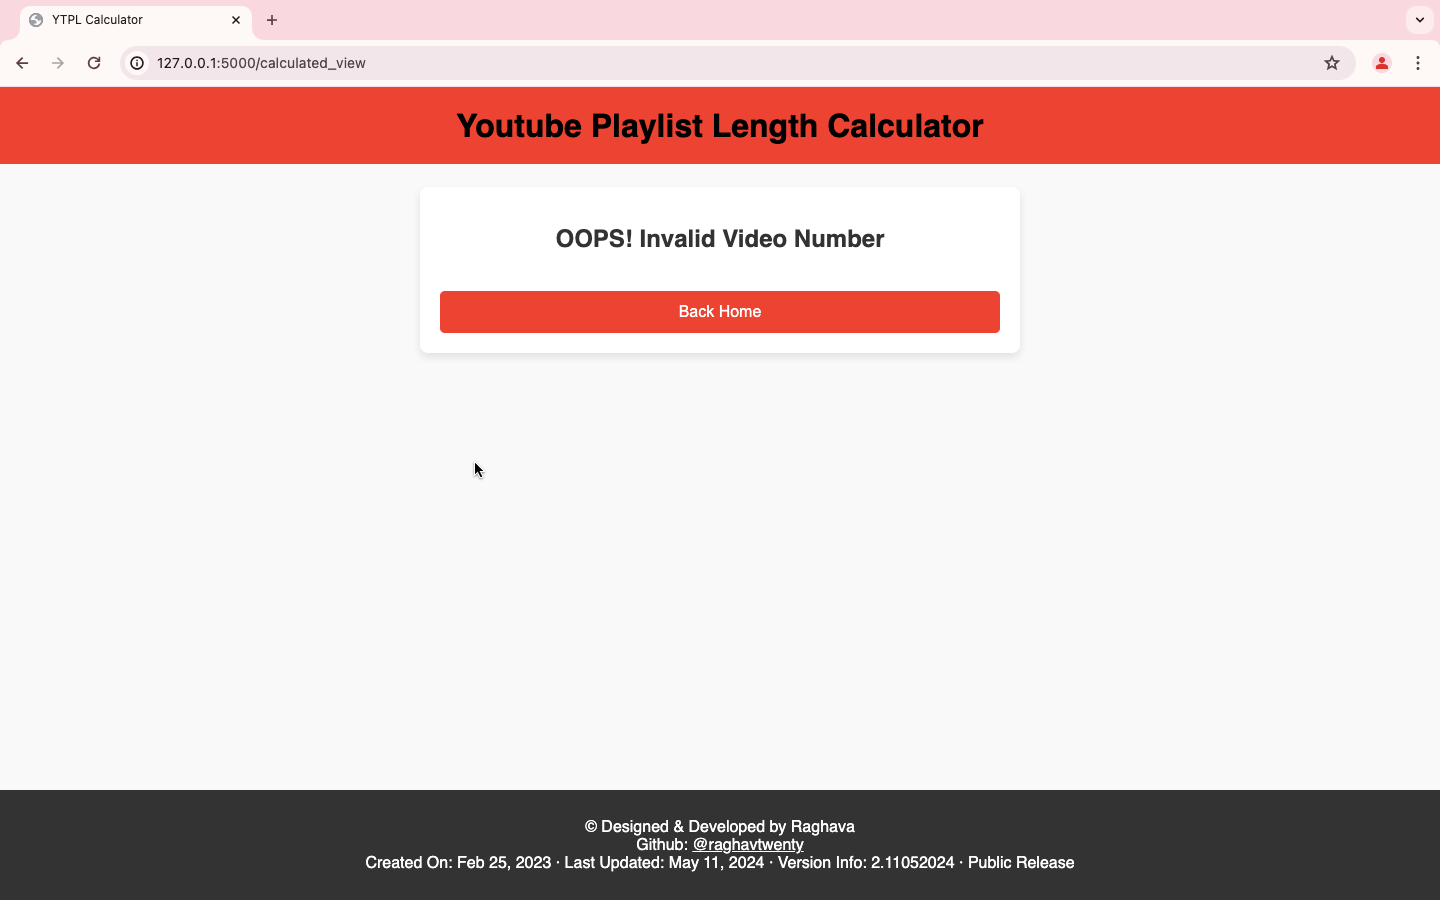 YTPL Calculator
127.0.0.1:5000/calculated_view
Youtube Playlist Length Calculator
OOPS! Invalid Video Number
Back Home
© Designed & Developed by Raghava
Github: @raghavtwenty
Created On: Feb 25, 2023 · Last Updated: May 11, 2024 · Version Info: 2.11052024 · Public Release